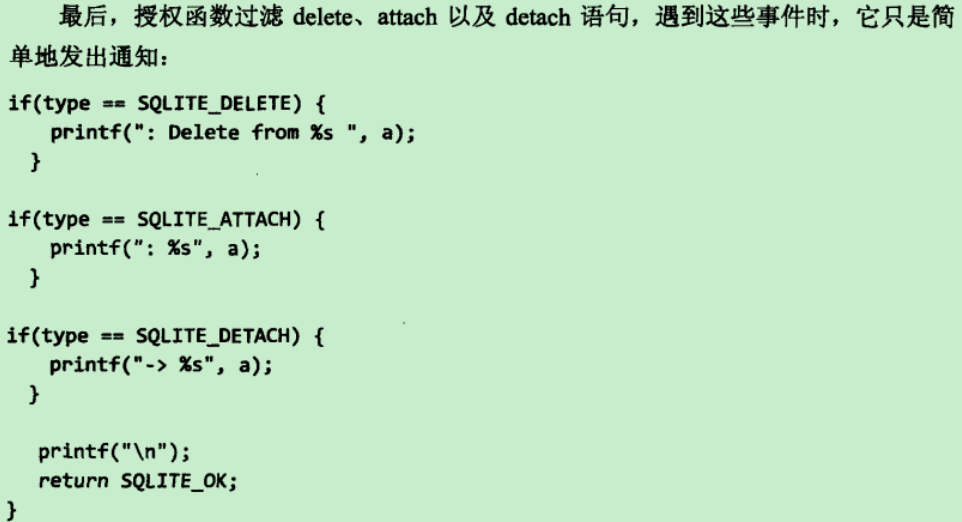 最后，授权函数过滤 delete、attach 以及 detach 语句，遇到这些事件时，它只是简
单地发出通知：
if(type == SQLITE_DELETE) {
printf(": Delete from %s ", a);
}
if(type == SQLITE_ATTACH) {
printf(": %s", a);
}
if(type == SQLITE_DETACH) {
printf("-> %s", a);
}
printf("\n");
return SQLITE_OK;
}